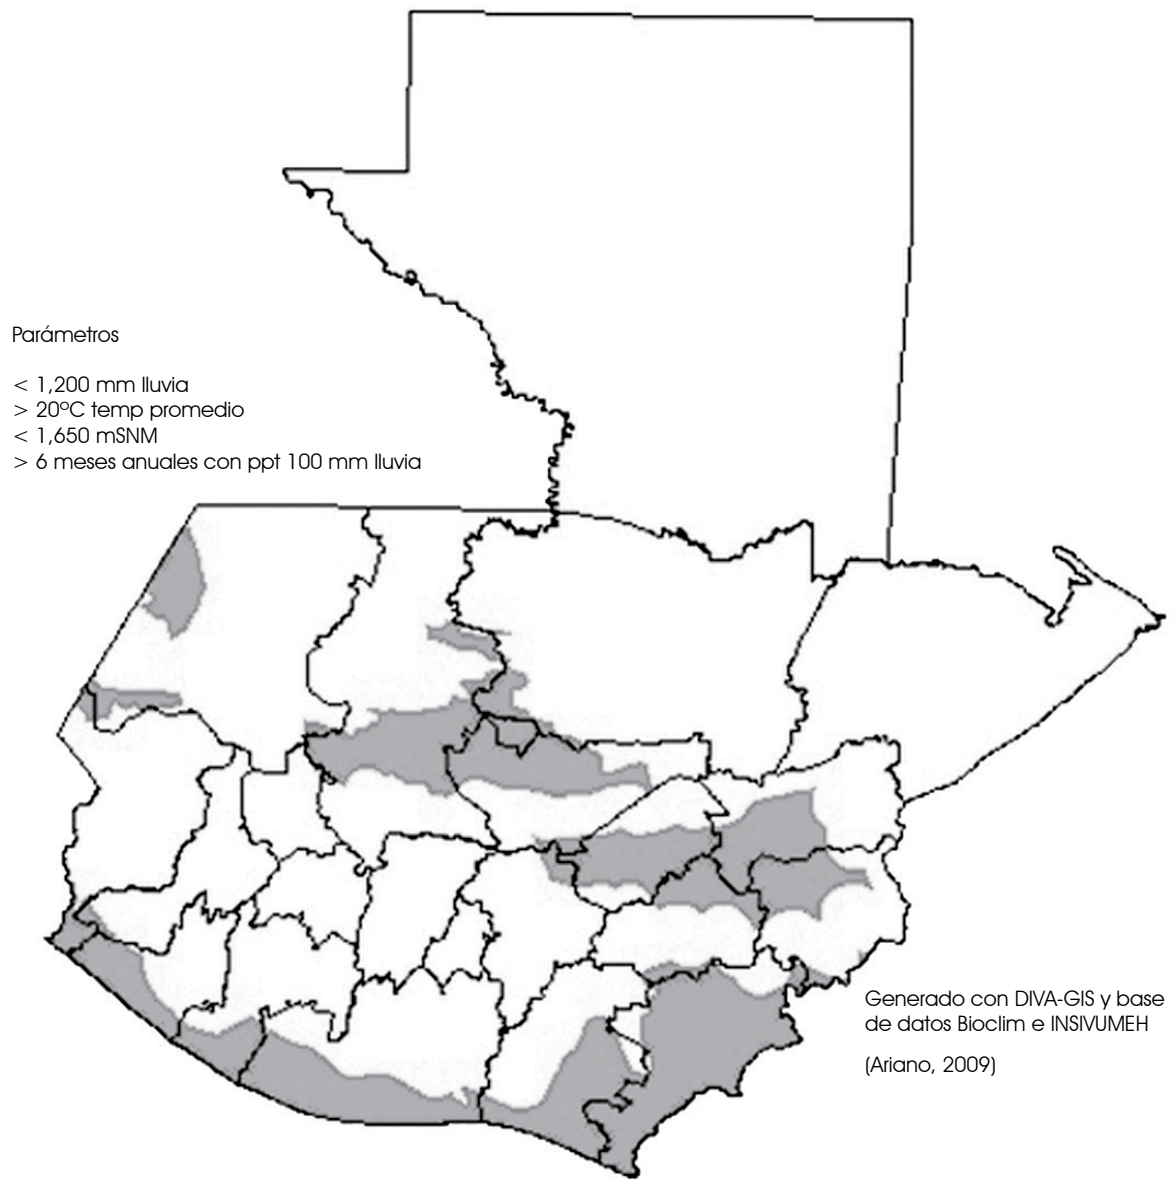 Parámetros
< 1,200 mm lluvia
> 20ºC temp promedio
< 1,650 mSNM
> 6 meses anuales con ppt 100 mm lluvia
Generado con DIVA-GIS y base
de datos Bioclim e INSIVUMEH
(Ariano, 2009)